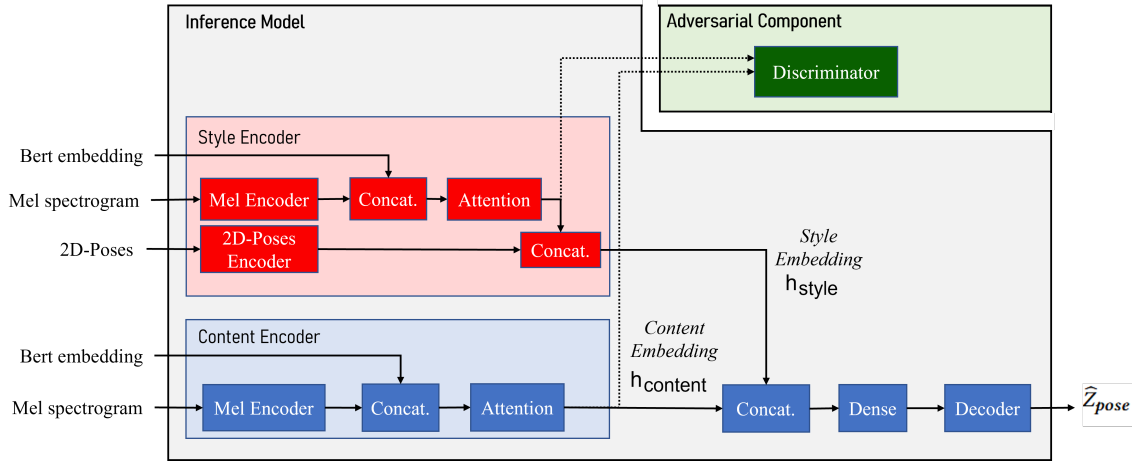 Inference Model
Adversarial Component
Discriminator
Style Encoder
Bert embedding
Mel spectrogram
Mel Encoder
Concat.
Attention
2D-Poses
2D-Poses
Encoder
Concat.
Style
Embedding
hstyle
Content Encoder
Bert embedding
Mel spectrogram
Mel Encoder
Concat.
Attention
Content
Embedding
hcontent
Concat.
Dense
Decoder
Ẑpose